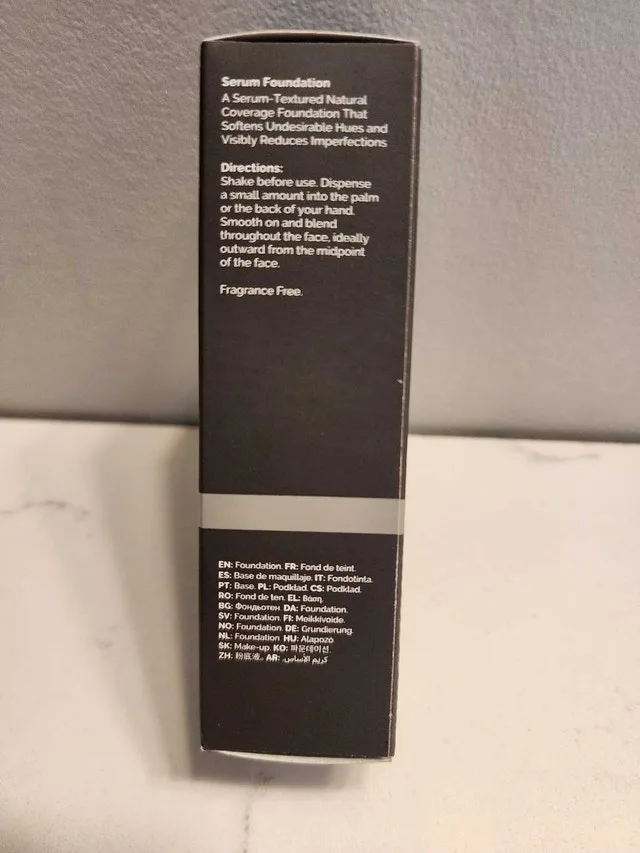 Serum Foundation
A Serum-Textured Natural
Coverage Foundation That
Softens Undesirable Hues and
Visibly Reduces Imperfections
Directions:
Shake before use. Dispense
a small amount into the palm
or the back of your hand.
Smooth on and blend
throughout the face, ideally
outward from the midpoint
of the face.
Fragrance Free.
EN: Foundation. FR: Fond de teint.
ES: Base de maquillaje. IT: Fondotinta.
PT: Base. PL: Podkład. CS: Podklad.
RO: Fond de ten. EL: Βάση.
BG: Фондьотен. DA: Foundation.
SV: Foundation. FI: Meikkivoide.
NO: Foundation. DE: Grundierung.
NL: Foundation. HU: Alapozó.
SK: Make-up. KO: 파운데이션.
ZH: 粉底液。 AR: كريم الأساس.